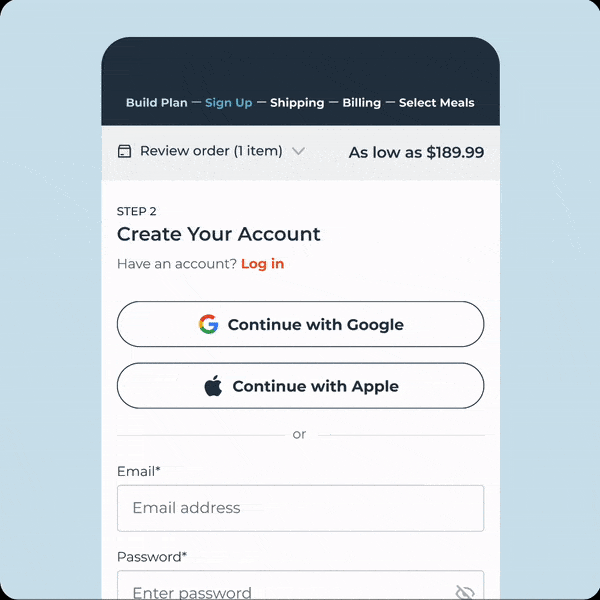 Build Plan — Sign Up — Shipping — Billing — Select Meals
Review order (1 item) As low as $189.99
STEP 2
Create Your Account
Have an account? Log in
Continue with Google
Continue with Apple
or
Email*
Email address
Password*
Enter password